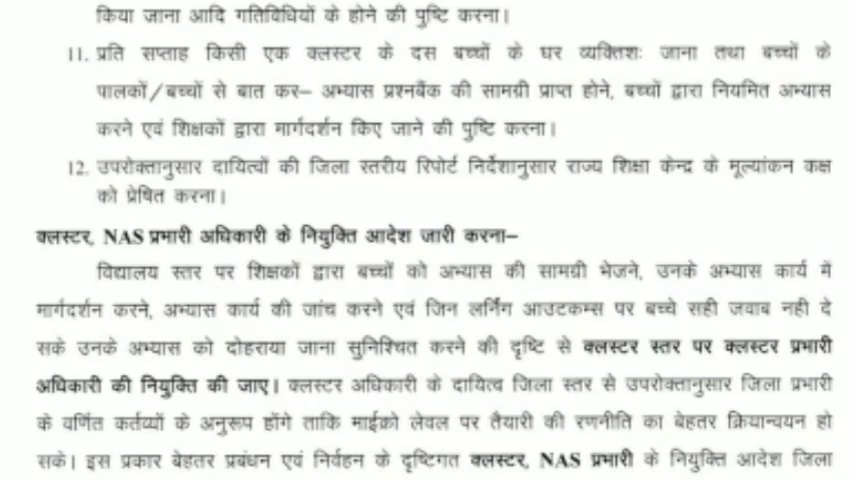 किया जाना आदि गतिविधियों के होने की पुष्टि करना।
11. प्रति सप्ताह किसी एक क्लस्टर के दस बच्चों के घर व्यक्तिशः जाना तथा बच्चों के
पालकों/बच्चों से बात कर– अभ्यास प्रश्नबैंक की सामग्री प्राप्त होने, बच्चों द्वारा नियमित अभ्यास
करने एवं शिक्षकों द्वारा मार्गदर्शन किए जाने की पुष्टि करना।
12. उपरोक्तानुसार दायित्वों की जिला स्तरीय रिपोर्ट निर्देशानुसार राज्य शिक्षा केन्द्र के मूल्यांकन कक्ष
को प्रेषित करना।
क्लस्टर, NAS प्रभारी अधिकारी के नियुक्ति आदेश जारी करना–
विद्यालय स्तर पर शिक्षकों द्वारा बच्चों को अभ्यास की सामग्री भेजने, उनके अभ्यास कार्य में
मार्गदर्शन करने, अभ्यास कार्य की जांच करने एवं जिन लर्निंग आउटकम्स पर बच्चे सही जवाब नही दे
सके उनके अभ्यास को दोहराया जाना सुनिश्चित करने की दृष्टि से क्लस्टर स्तर पर क्लस्टर प्रभारी
अधिकारी की नियुक्ति की जाए। क्लस्टर अधिकारी के दायित्व जिला स्तर से उपरोक्तानुसार जिला प्रभारी
के वर्णित कर्तव्यों के अनुरूप होंगे ताकि माईक्रो लेवल पर तैयारी की रणनीति का बेहतर क्रियान्वयन हो
सके। इस प्रकार बेहतर प्रबंधन एवं निर्वहन के दृष्टिगत क्लस्टर, NAS प्रभारी के नियुक्ति आदेश जिला